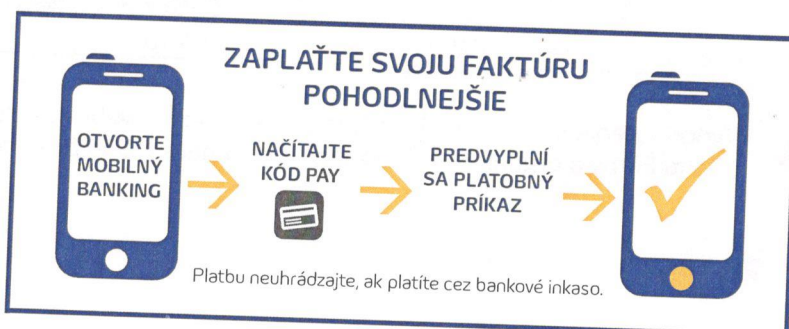 ZAPLAŤTE SVOJU FAKTÚRU
POHODLNEJŠIE
OTVORTE
MOBILNÝ
BANKING
NAČÍTAJTE
KÓD PAY
PREDVYPLNÍ
SA PLATOBNÝ
PRÍKAZ
Platbu neuhrádzajte, ak platíte cez bankové inkaso.